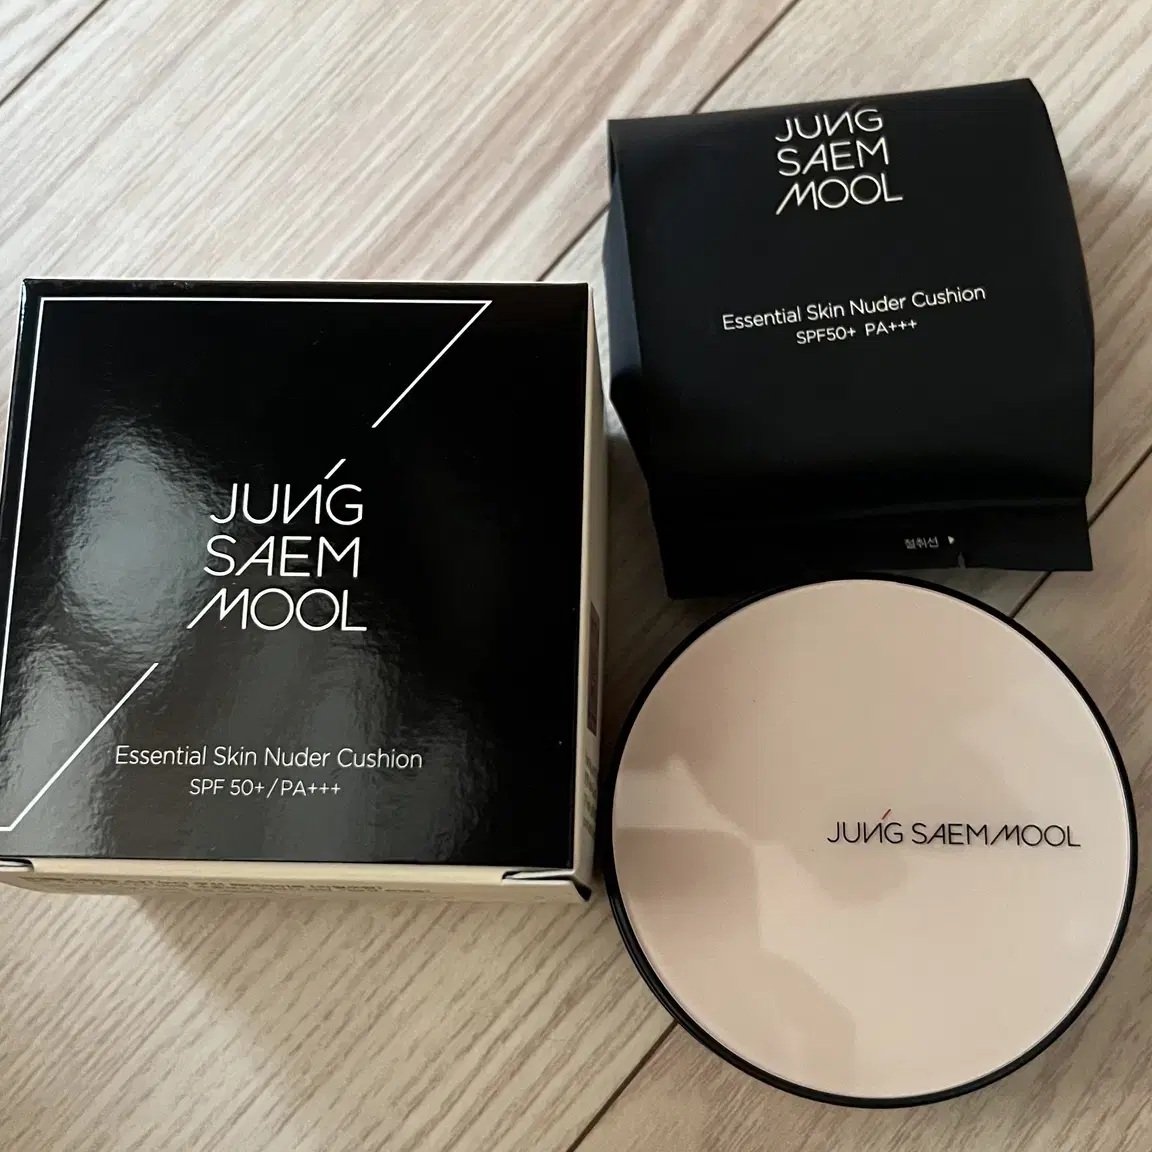 JUNG
SAEM
MOOL
Essential Skin Nuder Cushion
SPF 50+/PA+++
JUNG
SAEM
MOOL
Essential Skin Nuder Cushion
SPF50+ PA+++
절취선
JUNG SAEM MOOL